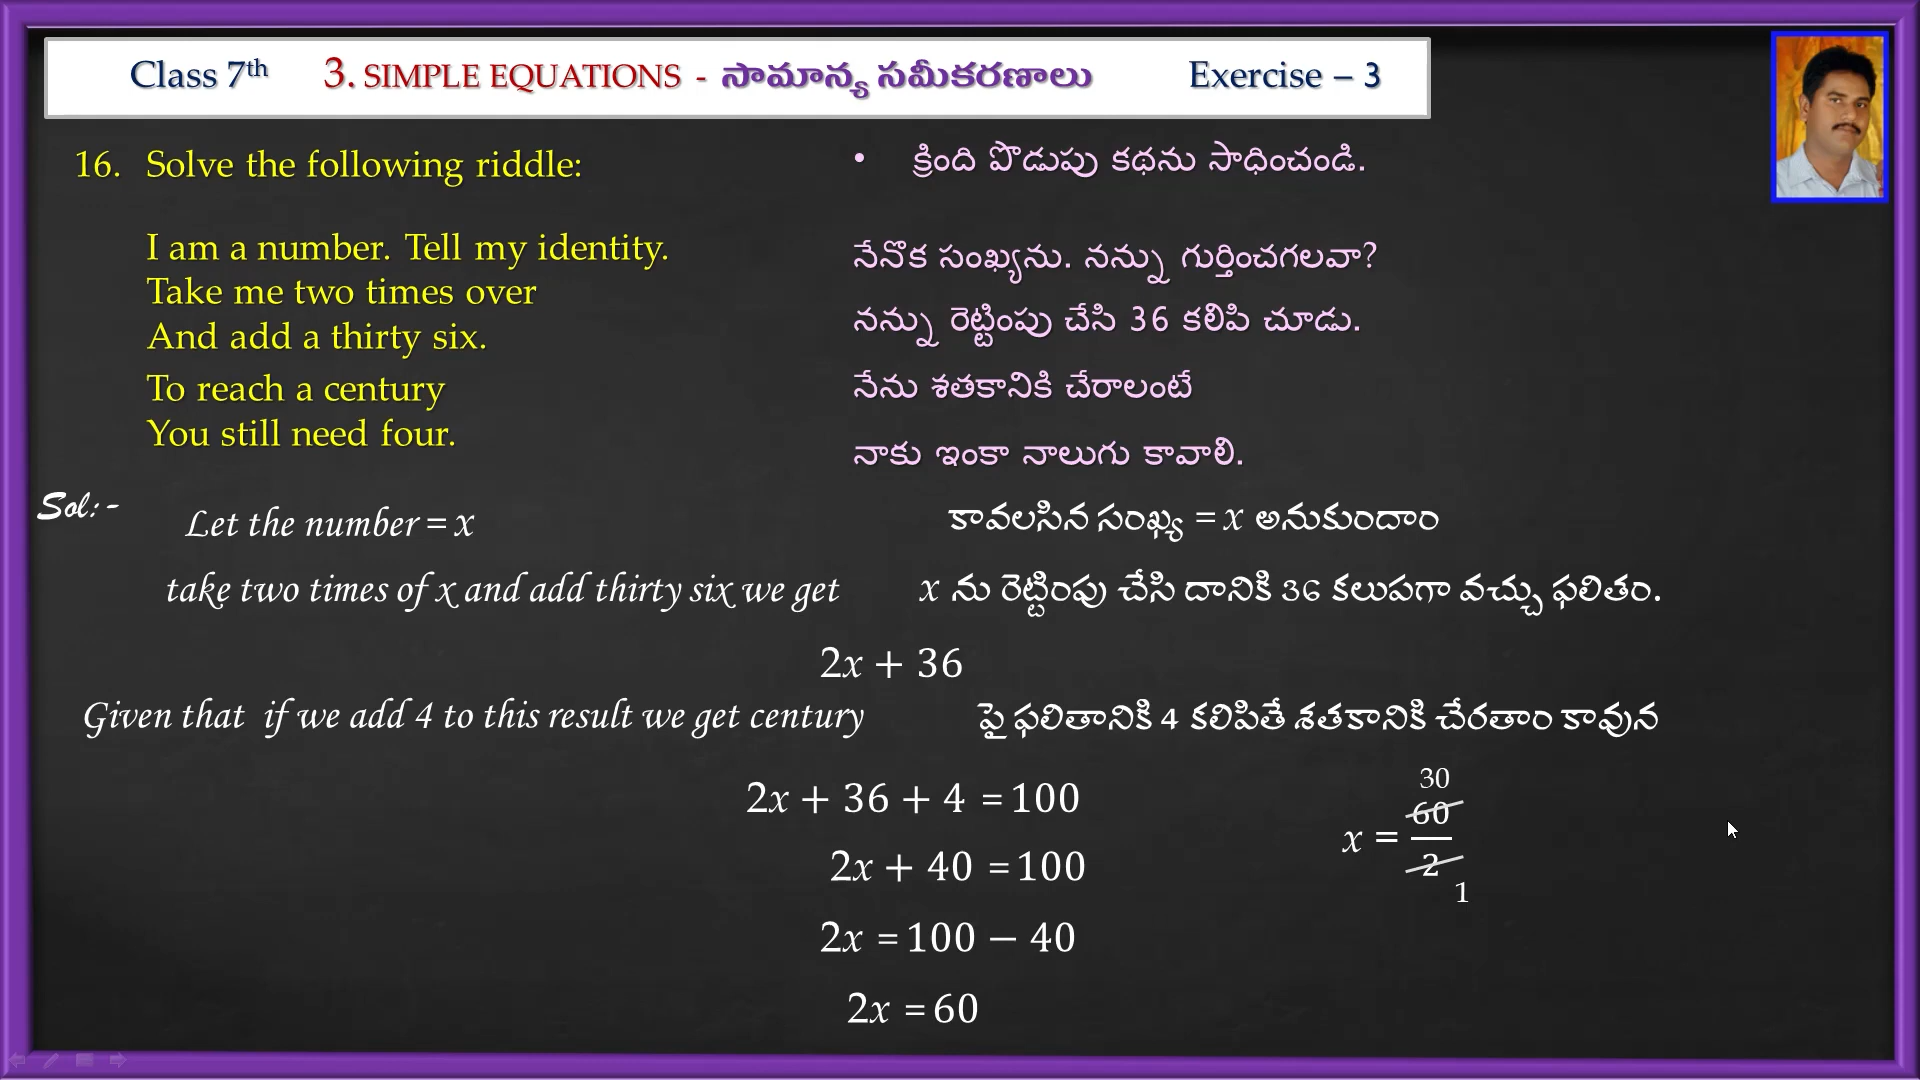 Class 7th 3. SIMPLE EQUATIONS - సామాన్య సమీకరణాలు Exercise – 3
16. Solve the following riddle:
I am a number. Tell my identity.
Take me two times over
And add a thirty six.
To reach a century
You still need four.
• క్రింది పొడుపు కథను సాధించండి.
నేనొక సంఖ్యను. నన్ను గుర్తించగలవా?
నన్ను రెట్టింపు చేసి 36 కలిపి చూడు.
నేను శతకానికి చేరాలంటే
నాకు ఇంకా నాలుగు కావాలి.
Sol:-
Let the number = x
కావలసిన సంఖ్య = x అనుకుందాం
take two times of x and add thirty six we get
x ను రెట్టింపు చేసి దానికి 36 కలుపగా వచ్చు ఫలితం.
2x + 36
Given that if we add 4 to this result we get century
పై ఫలితానికి 4 కలిపితే శతకానికి చేరతాం కావున
2x + 36 + 4 = 100
2x + 40 = 100
2x = 100 − 40
2x = 60
30
x = 60/2
1